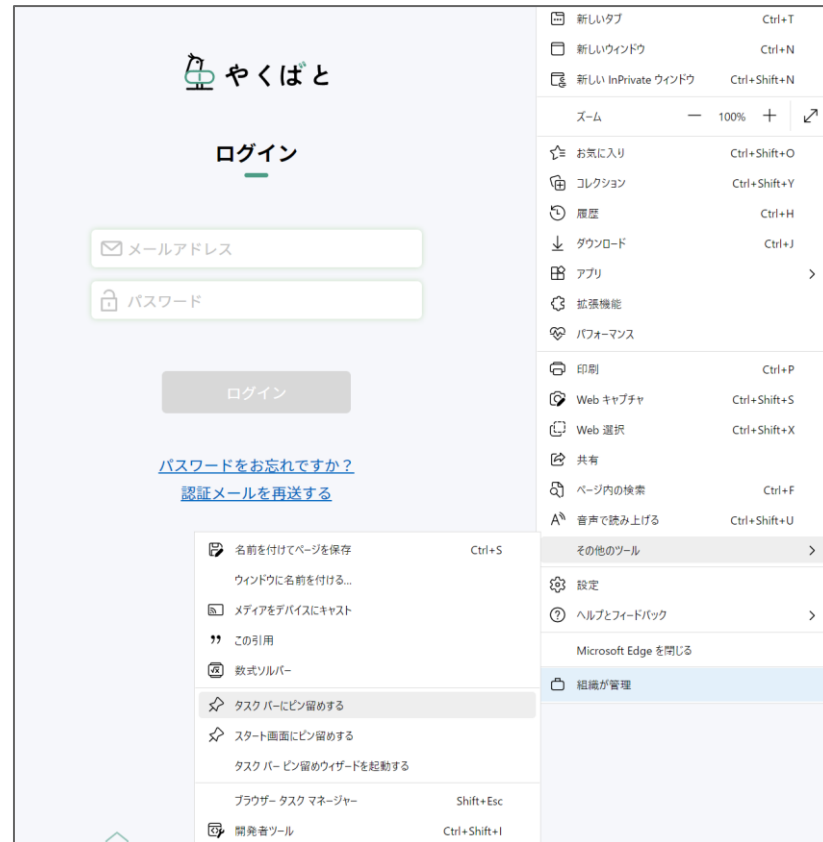 やくばと
ログイン
メールアドレス
パスワード
ログイン
パスワードをお忘れですか？
認証メールを再送する
新しいタブ Ctrl+T
新しいウィンドウ Ctrl+N
新しい InPrivate ウィンドウ Ctrl+Shift+N
ズーム — 100% +
お気に入り Ctrl+Shift+O
コレクション Ctrl+Shift+Y
履歴 Ctrl+H
ダウンロード Ctrl+J
アプリ
拡張機能
パフォーマンス
印刷 Ctrl+P
Web キャプチャ Ctrl+Shift+S
Web 選択 Ctrl+Shift+X
共有
ページ内の検索 Ctrl+F
音声で読み上げる Ctrl+Shift+U
その他のツール
設定
ヘルプとフィードバック
Microsoft Edge を閉じる
組織が管理
名前を付けてページを保存 Ctrl+S
ウィンドウに名前を付ける...
メディアをデバイスにキャスト
この引用
数式ソルバー
タスク バーにピン留めする
スタート画面にピン留めする
タスク バー ピン留めウィザードを起動する
ブラウザー タスク マネージャー Shift+Esc
開発者ツール Ctrl+Shift+I